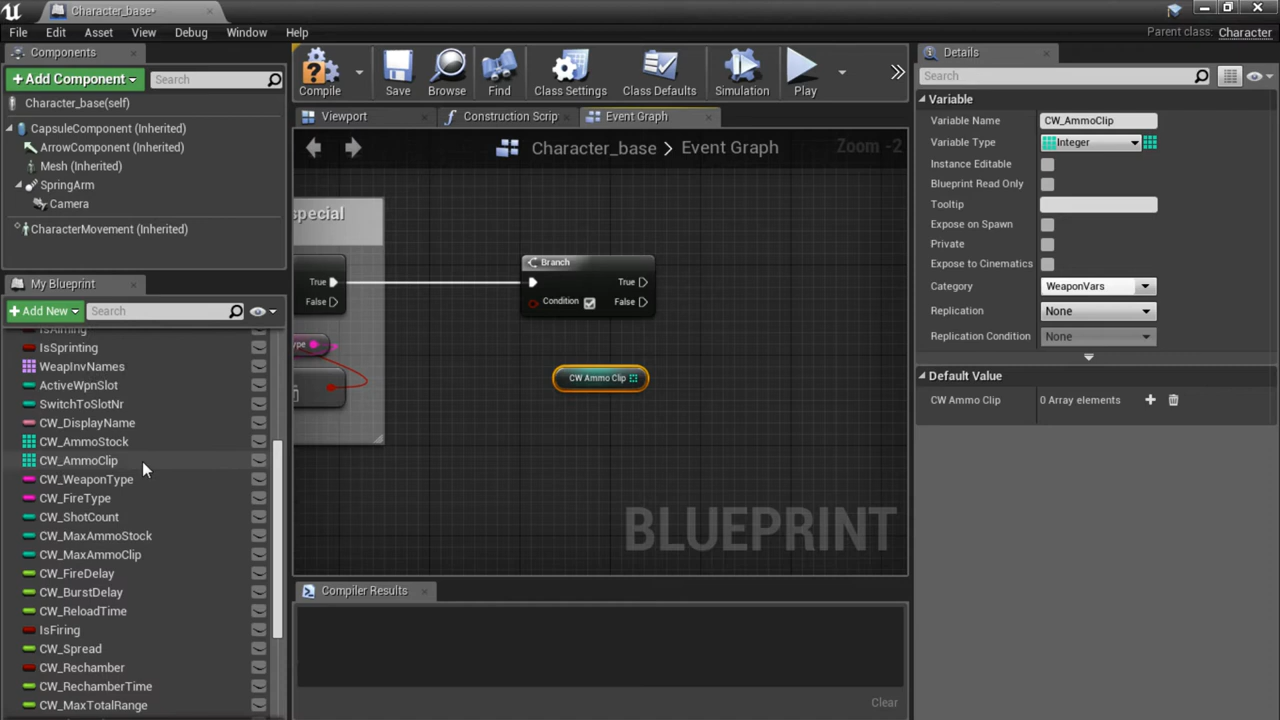 Character_base*
File Edit Asset View Debug Window Help
Parent class: Character
Components
+Add Component
Search
Character_base(self)
CapsuleComponent (Inherited)
ArrowComponent (Inherited)
Mesh (Inherited)
SpringArm
Camera
CharacterMovement (Inherited)
My Blueprint
+Add New
Search
IsAiming
IsSprinting
WeapInvNames
ActiveWpnSlot
SwitchToSlotNr
CW_DisplayName
CW_AmmoStock
CW_AmmoClip
CW_WeaponType
CW_FireType
CW_ShotCount
CW_MaxAmmoStock
CW_MaxAmmoClip
CW_FireDelay
CW_BurstDelay
CW_ReloadTime
IsFiring
CW_Spread
CW_Rechamber
CW_RechamberTime
CW_MaxTotalRange
Compile Save Browse Find Class Settings Class Defaults Simulation Play
Viewport Construction Scrip Event Graph
Character_base > Event Graph
Zoom -2
special
True
False
ype
Branch
True
Condition False
CW Ammo Clip
BLUEPRINT
Compiler Results
Clear
Details
Search
Variable
Variable Name CW_AmmoClip
Variable Type Integer
Instance Editable
Blueprint Read Only
Tooltip
Expose on Spawn
Private
Expose to Cinematics
Category WeaponVars
Replication None
Replication Condition None
Default Value
CW Ammo Clip 0 Array elements